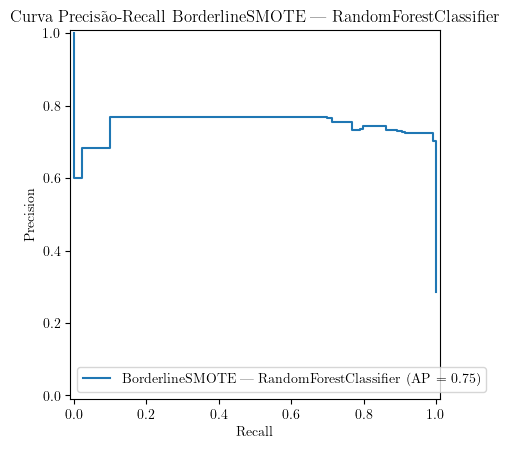 Curva Precisão-Recall BorderlineSMOTE — RandomForestClassifier
1.0
0.8
0.6
0.4
0.2
0.0
Precision
BorderlineSMOTE — RandomForestClassifier (AP = 0.75)
0.0 0.2 0.4 0.6 0.8 1.0
Recall